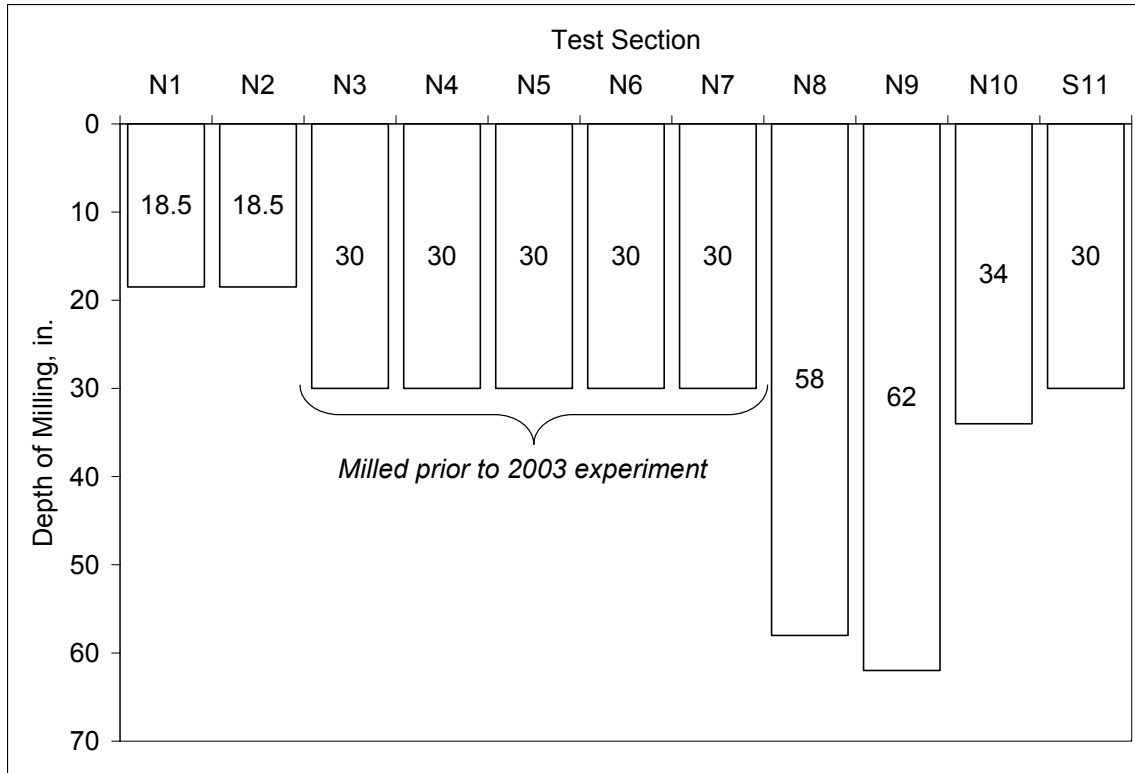 Test Section
N1 N2 N3 N4 N5 N6 N7 N8 N9 N10 S11
Depth of Milling, in.
0
10
20
30
40
50
60
70
18.5 18.5 30 30 30 30 30 58 62 34 30
Milled prior to 2003 experiment